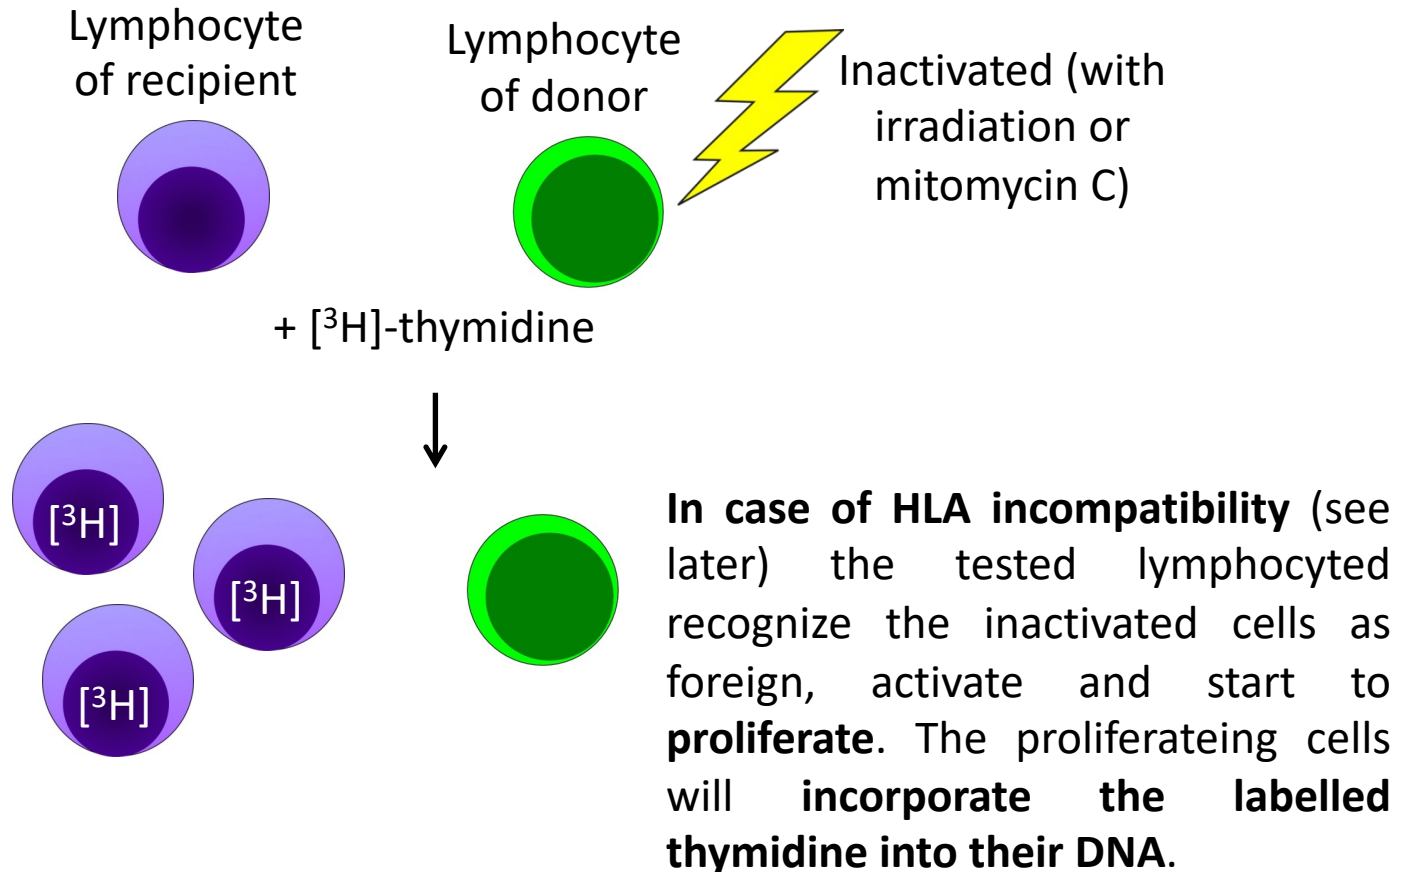 Lymphocyte
of recipient
Lymphocyte
of donor
Inactivated (with
irradiation or
mitomycin C)
+ [³H]-thymidine
[³H]
[³H]
[³H]
In case of HLA incompatibility (see
later) the tested lymphocyted
recognize the inactivated cells as
foreign, activate and start to
proliferate. The proliferateing cells
will incorporate the labelled
thymidine into their DNA.